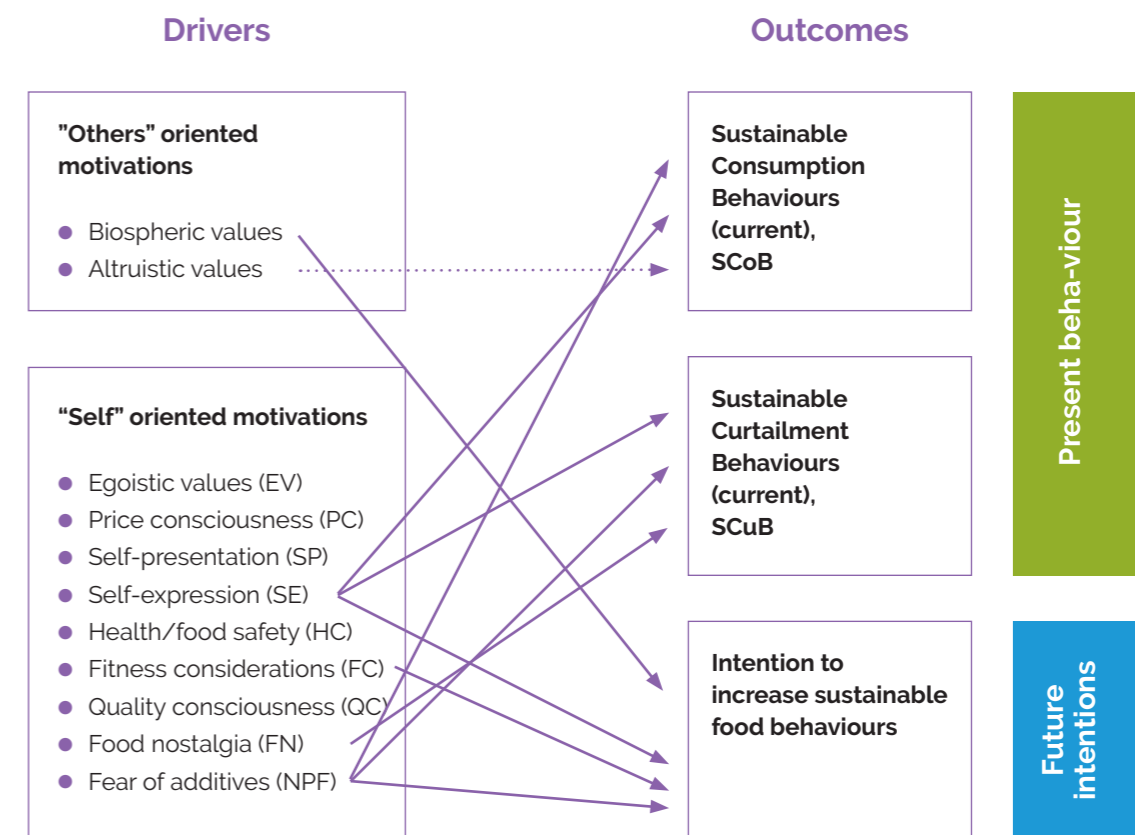 Drivers
Outcomes
”Others” oriented
motivations
Biospheric values
Altruistic values
“Self” oriented motivations
Egoistic values (EV)
Price consciousness (PC)
Self-presentation (SP)
Self-expression (SE)
Health/food safety (HC)
Fitness considerations (FC)
Quality consciousness (QC)
Food nostalgia (FN)
Fear of additives (NPF)
Sustainable
Consumption
Behaviours
(current),
SCoB
Sustainable
Curtailment
Behaviours
(current),
SCuB
Intention to
increase sustainable
food behaviours
Present beha-viour
Future
intentions